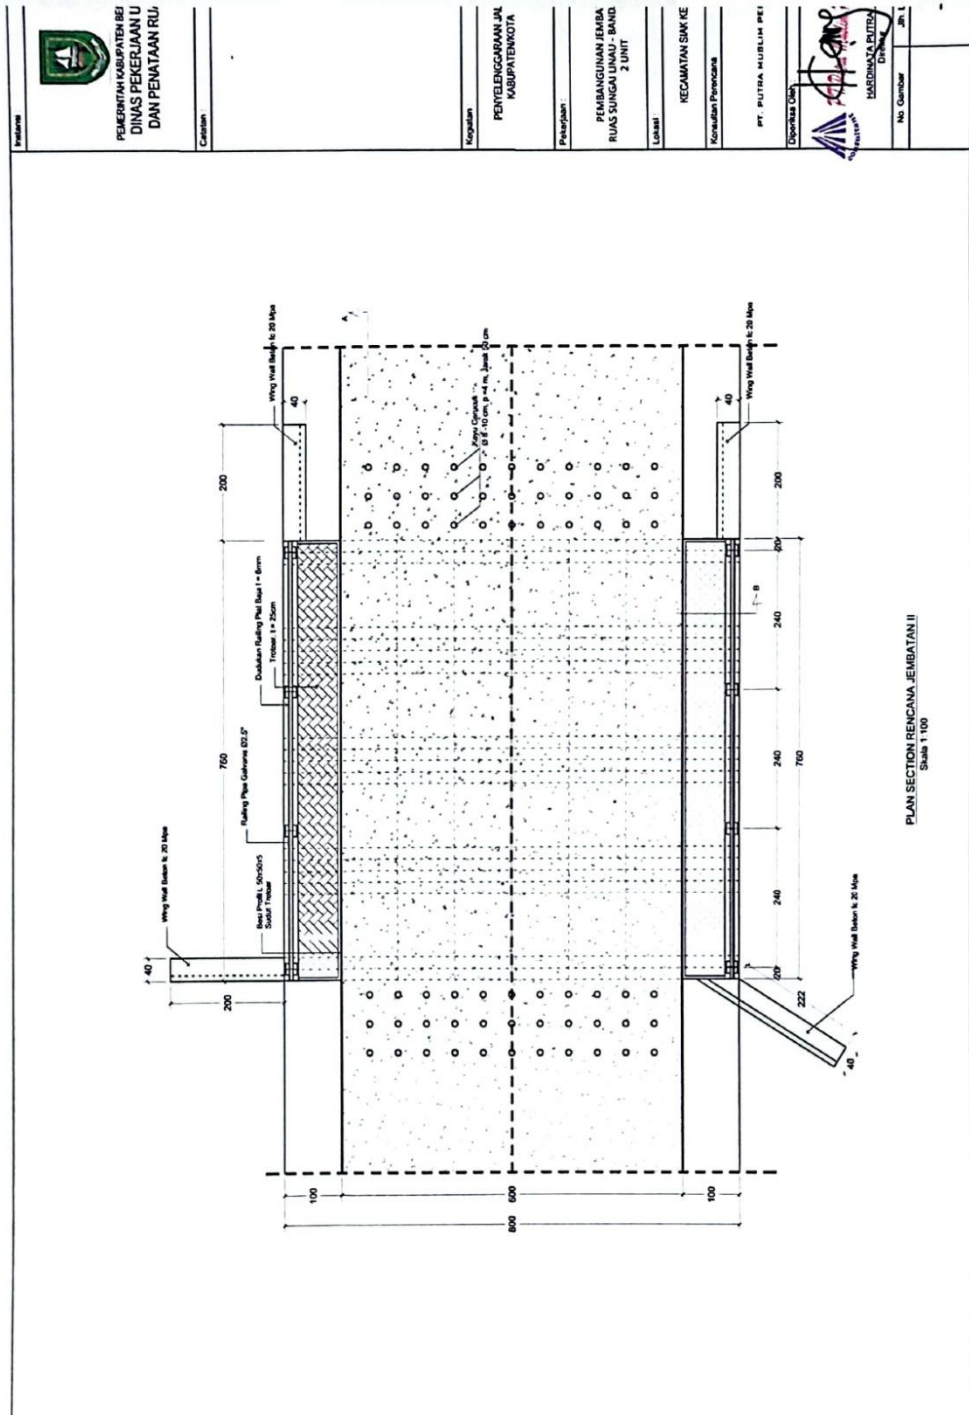 Instansi :
PEMERINTAH KABUPATEN BE
DINAS PEKERJAAN U
DAN PENATAAN RU
Catatan :
Kegiatan
PENYELENGGARAAN JAL
KABUPATEN/KOTA
Pekerjaan :
PEMBANGUNAN JEMBA
RUAS SUNGAI LINAU - BAND
2 UNIT
Lokasi
KECAMATAN SIAK KE
Konsultan Perencana
PT. PUTRA MUSLIM PE
Diperiksa Oleh
HARDINATA PUTRA
No. Gambar
Jlh. L
Wing Wall Beton fc 20 Mpa
40
200
Besi Profil L 50x50x5
Sudut Trotoar
Railing Pipa Galvanis Ø2.5"
760
Dudukan Railing Plat Baja t = 6mm
Trotoar, t = 25cm
200
Wing Wall Beton fc 20 Mpa
40
A
Kayu Cerucuk
Ø 8 -10 cm, p =4 m, Jarak 50 cm
100
600
100
800
B
40
Wing Wall Beton fc 20 Mpa
20
240
240
240
20
200
760
222
40
Wing Wall Beton fc 20 Mpa
PLAN SECTION RENCANA JEMBATAN II
Skala 1:100